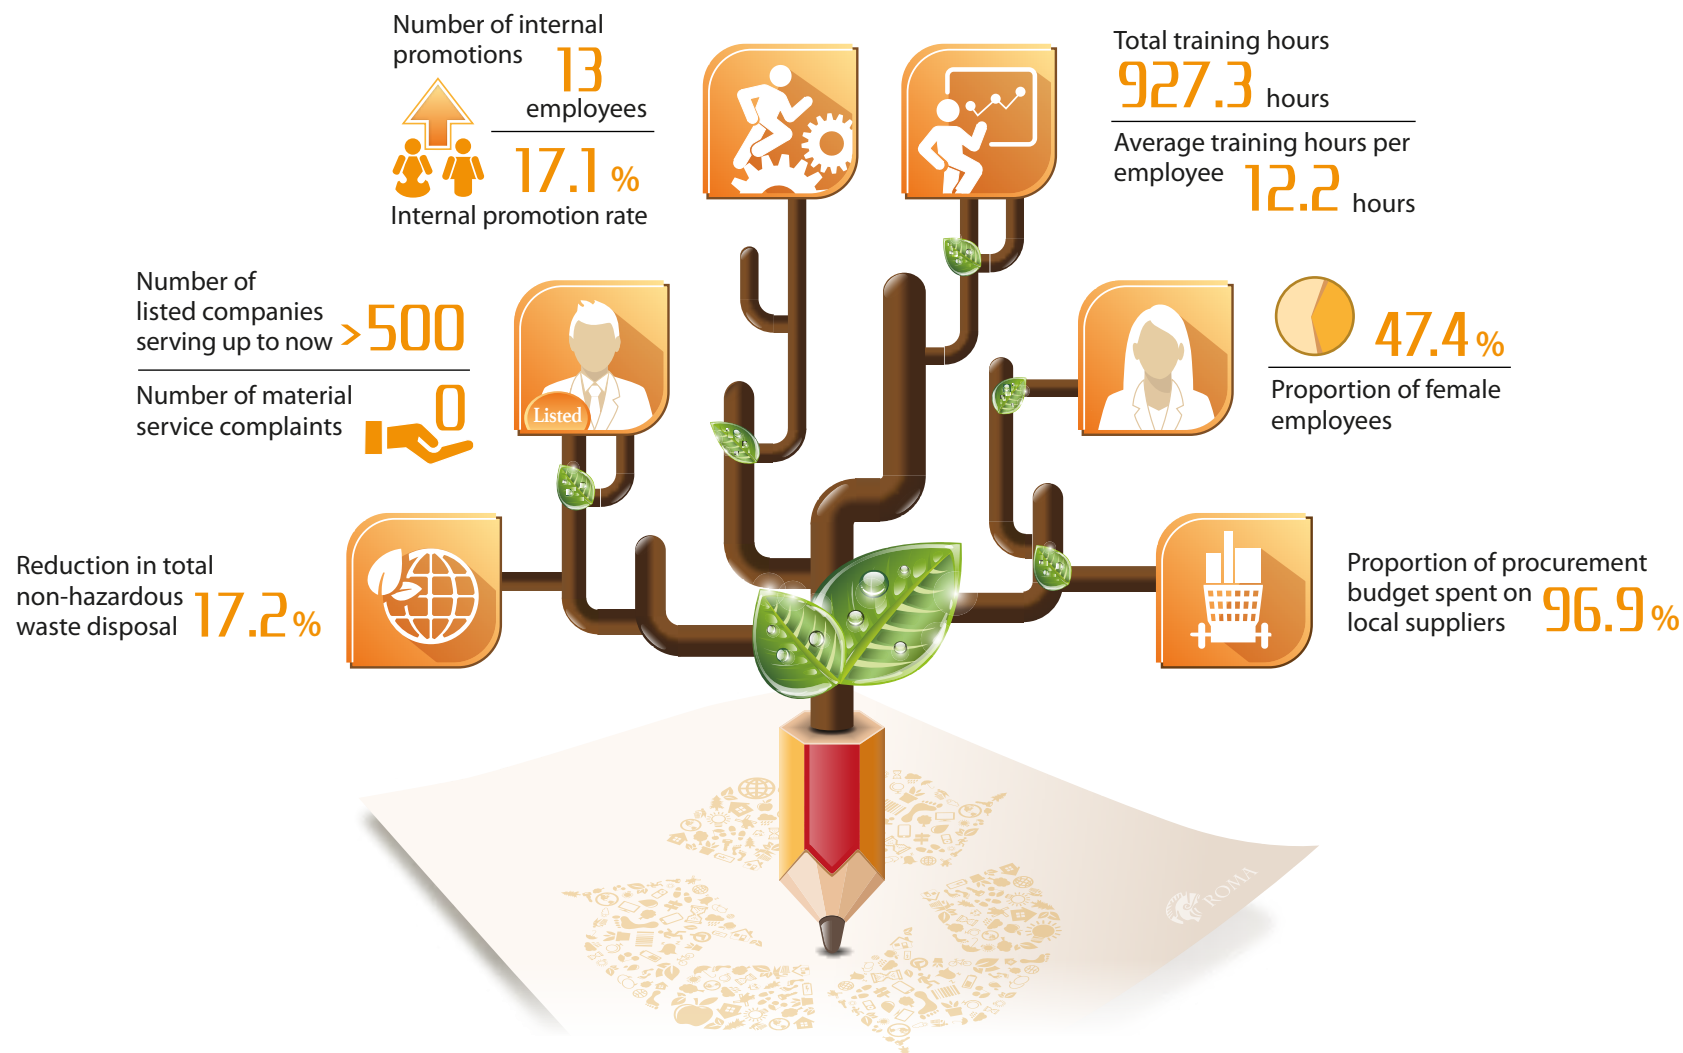 Number of internal
promotions 13
employees
17.1 %
Internal promotion rate
Total training hours
927.3 hours
Average training hours per
employee 12.2 hours
Number of
listed companies
serving up to now >500
Number of material
service complaints 0
Listed
47.4 %
Proportion of female
employees
Reduction in total
non-hazardous
waste disposal 17.2 %
Proportion of procurement
budget spent on
local suppliers 96.9 %
ROMA